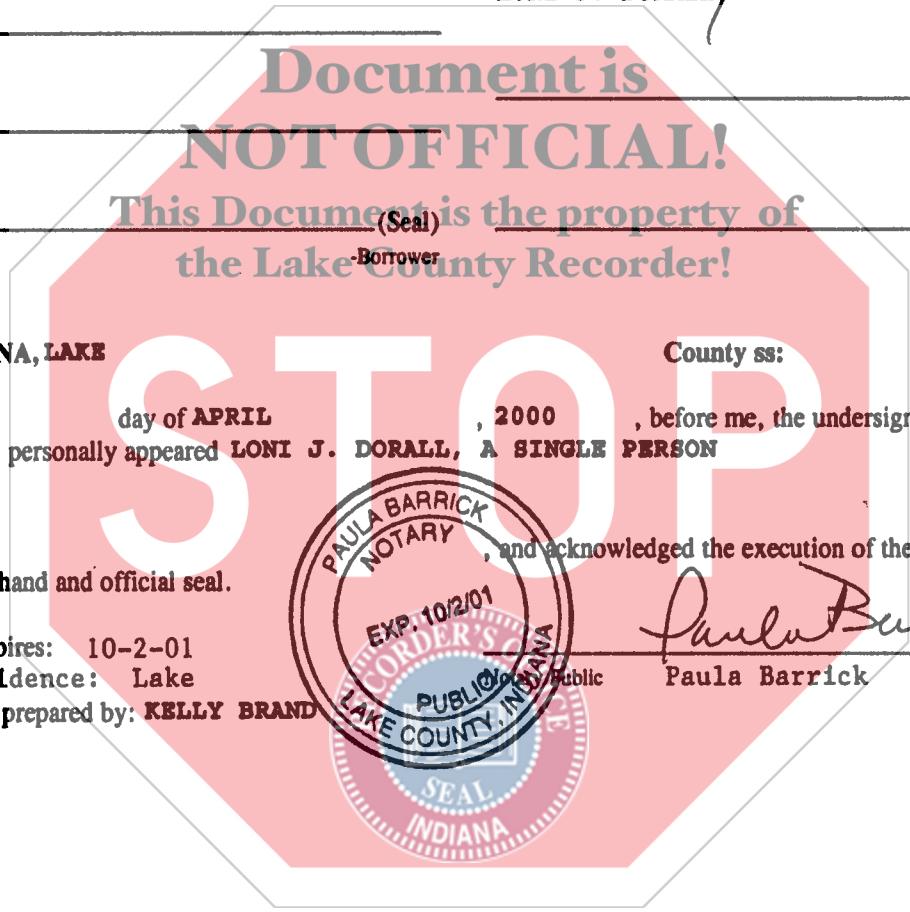 Document is
NOT OFFICIAL!
This Document is the property of
the Lake County Recorder!
(Seal)
-Borrower
STOP
NA, LAKE County ss:
day of APRIL , 2000 , before me, the undersign
personally appeared LONI J. DORALL, A SINGLE PERSON
, and acknowledged the execution of the
hand and official seal.
PAULA BARRICK
NOTARY
EXP. 10/2/01
PUBLIC
LAKE COUNTY, INDIANA
Paula
pires: 10-2-01
idence: Lake Public Paula Barrick
prepared by: KELLY BRAND
SEAL
INDIANA